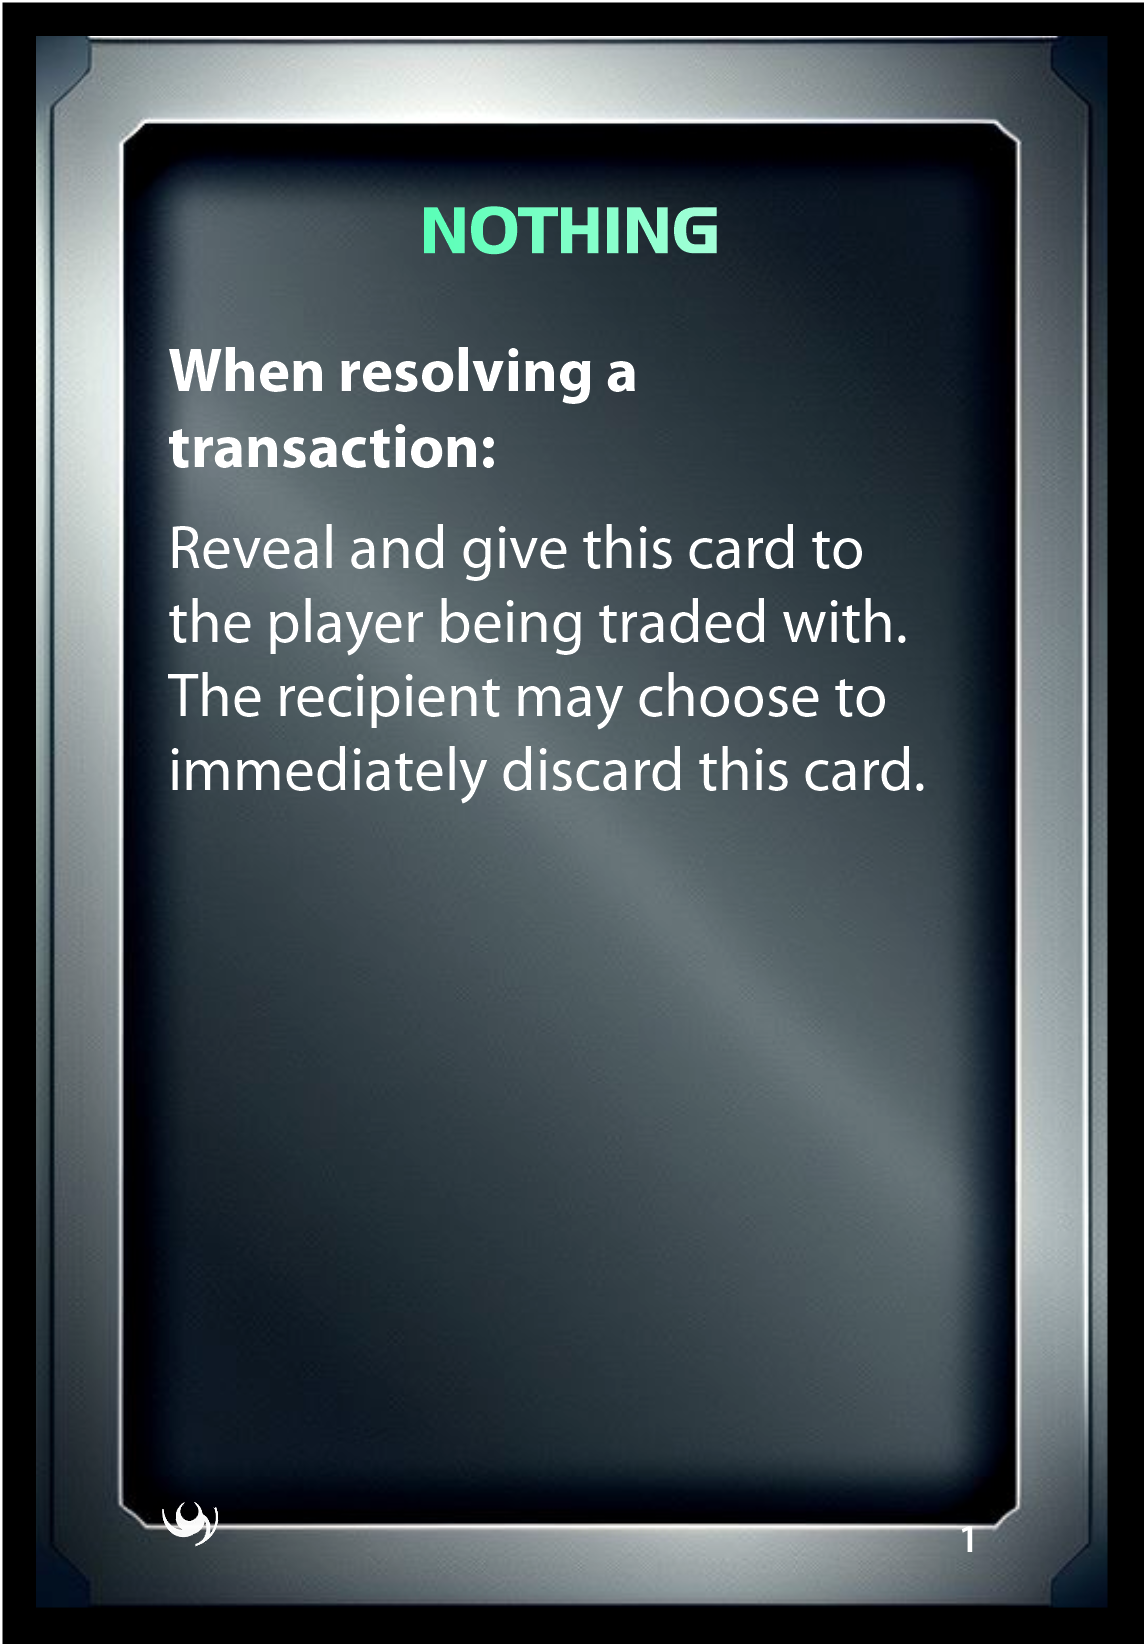 NOTHING
When resolving a
transaction:
Reveal and give this card to
the player being traded with.
The recipient may choose to
immediately discard this card.
1